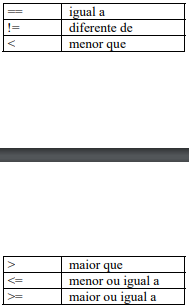 == igual a
!= diferente de
< menor que
> maior que
<= menor ou igual a
>= maior ou igual a